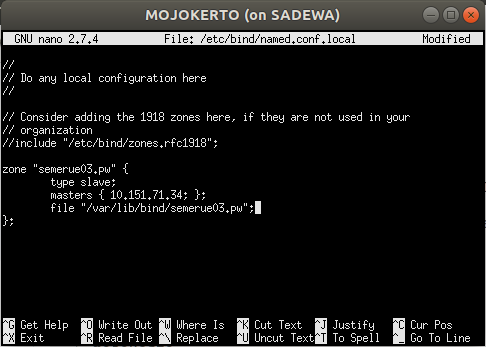 MOJOKERTO (on SADEWA)
GNU nano 2.7.4 File: /etc/bind/named.conf.local Modified
//
// Do any local configuration here
//
// Consider adding the 1918 zones here, if they are not used in your
// organization
//include "/etc/bind/zones.rfc1918";
zone "semerue03.pw" {
type slave;
masters { 10.151.71.34; };
file "/var/lib/bind/semerue03.pw";
};
^G Get Help ^O Write Out ^W Where Is ^K Cut Text ^J Justify ^C Cur Pos
^X Exit ^R Read File ^\ Replace ^U Uncut Text ^T To Spell ^_ Go To Line